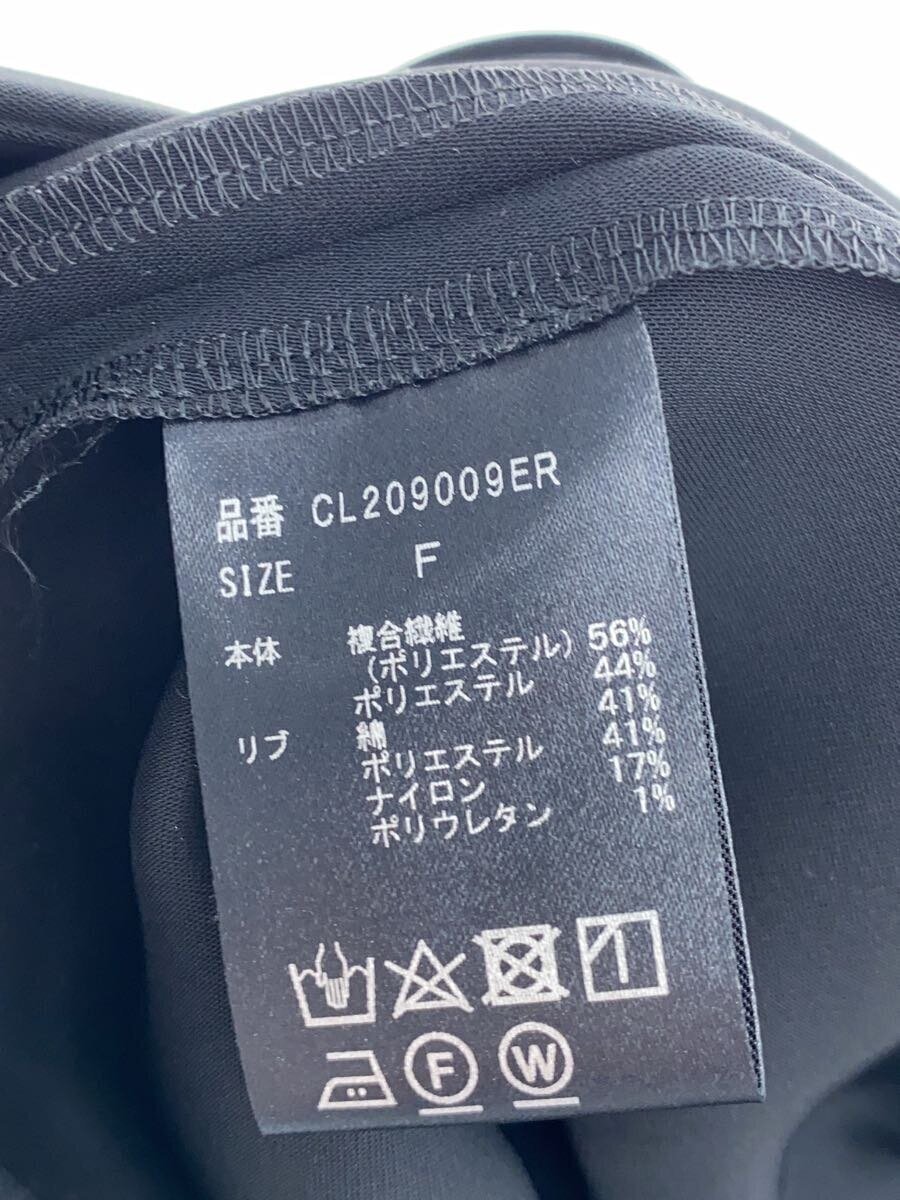 品番 CL209009ER
SIZE F
本体 複合繊維
(ポリエステル) 56%
ポリエステル 44%
リブ 綿 41%
ポリエステル 41%
ナイロン 17%
ポリウレタン 1%
F W